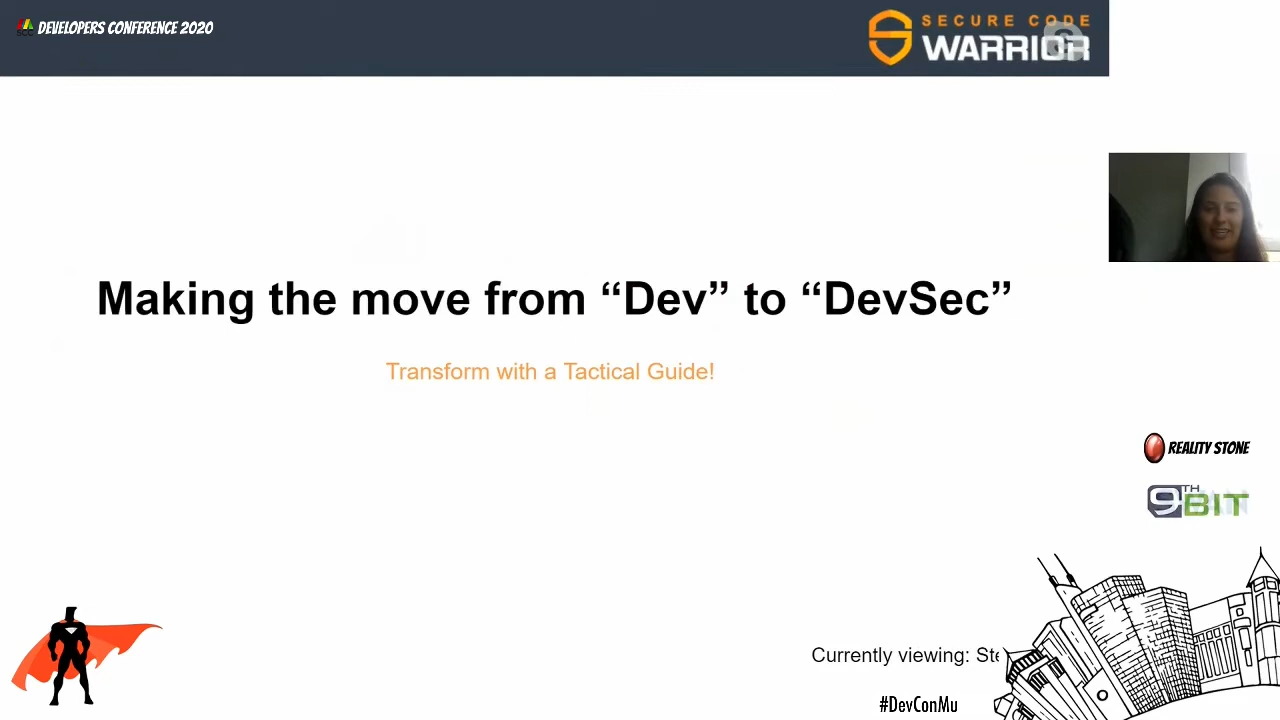 DEVELOPERS CONFERENCE 2020
SECURE CODE
WARRIOR
Making the move from “Dev” to “DevSec”
Transform with a Tactical Guide!
REALITY STONE
9TH
BIT
Currently viewing: Ste
#DevConMu